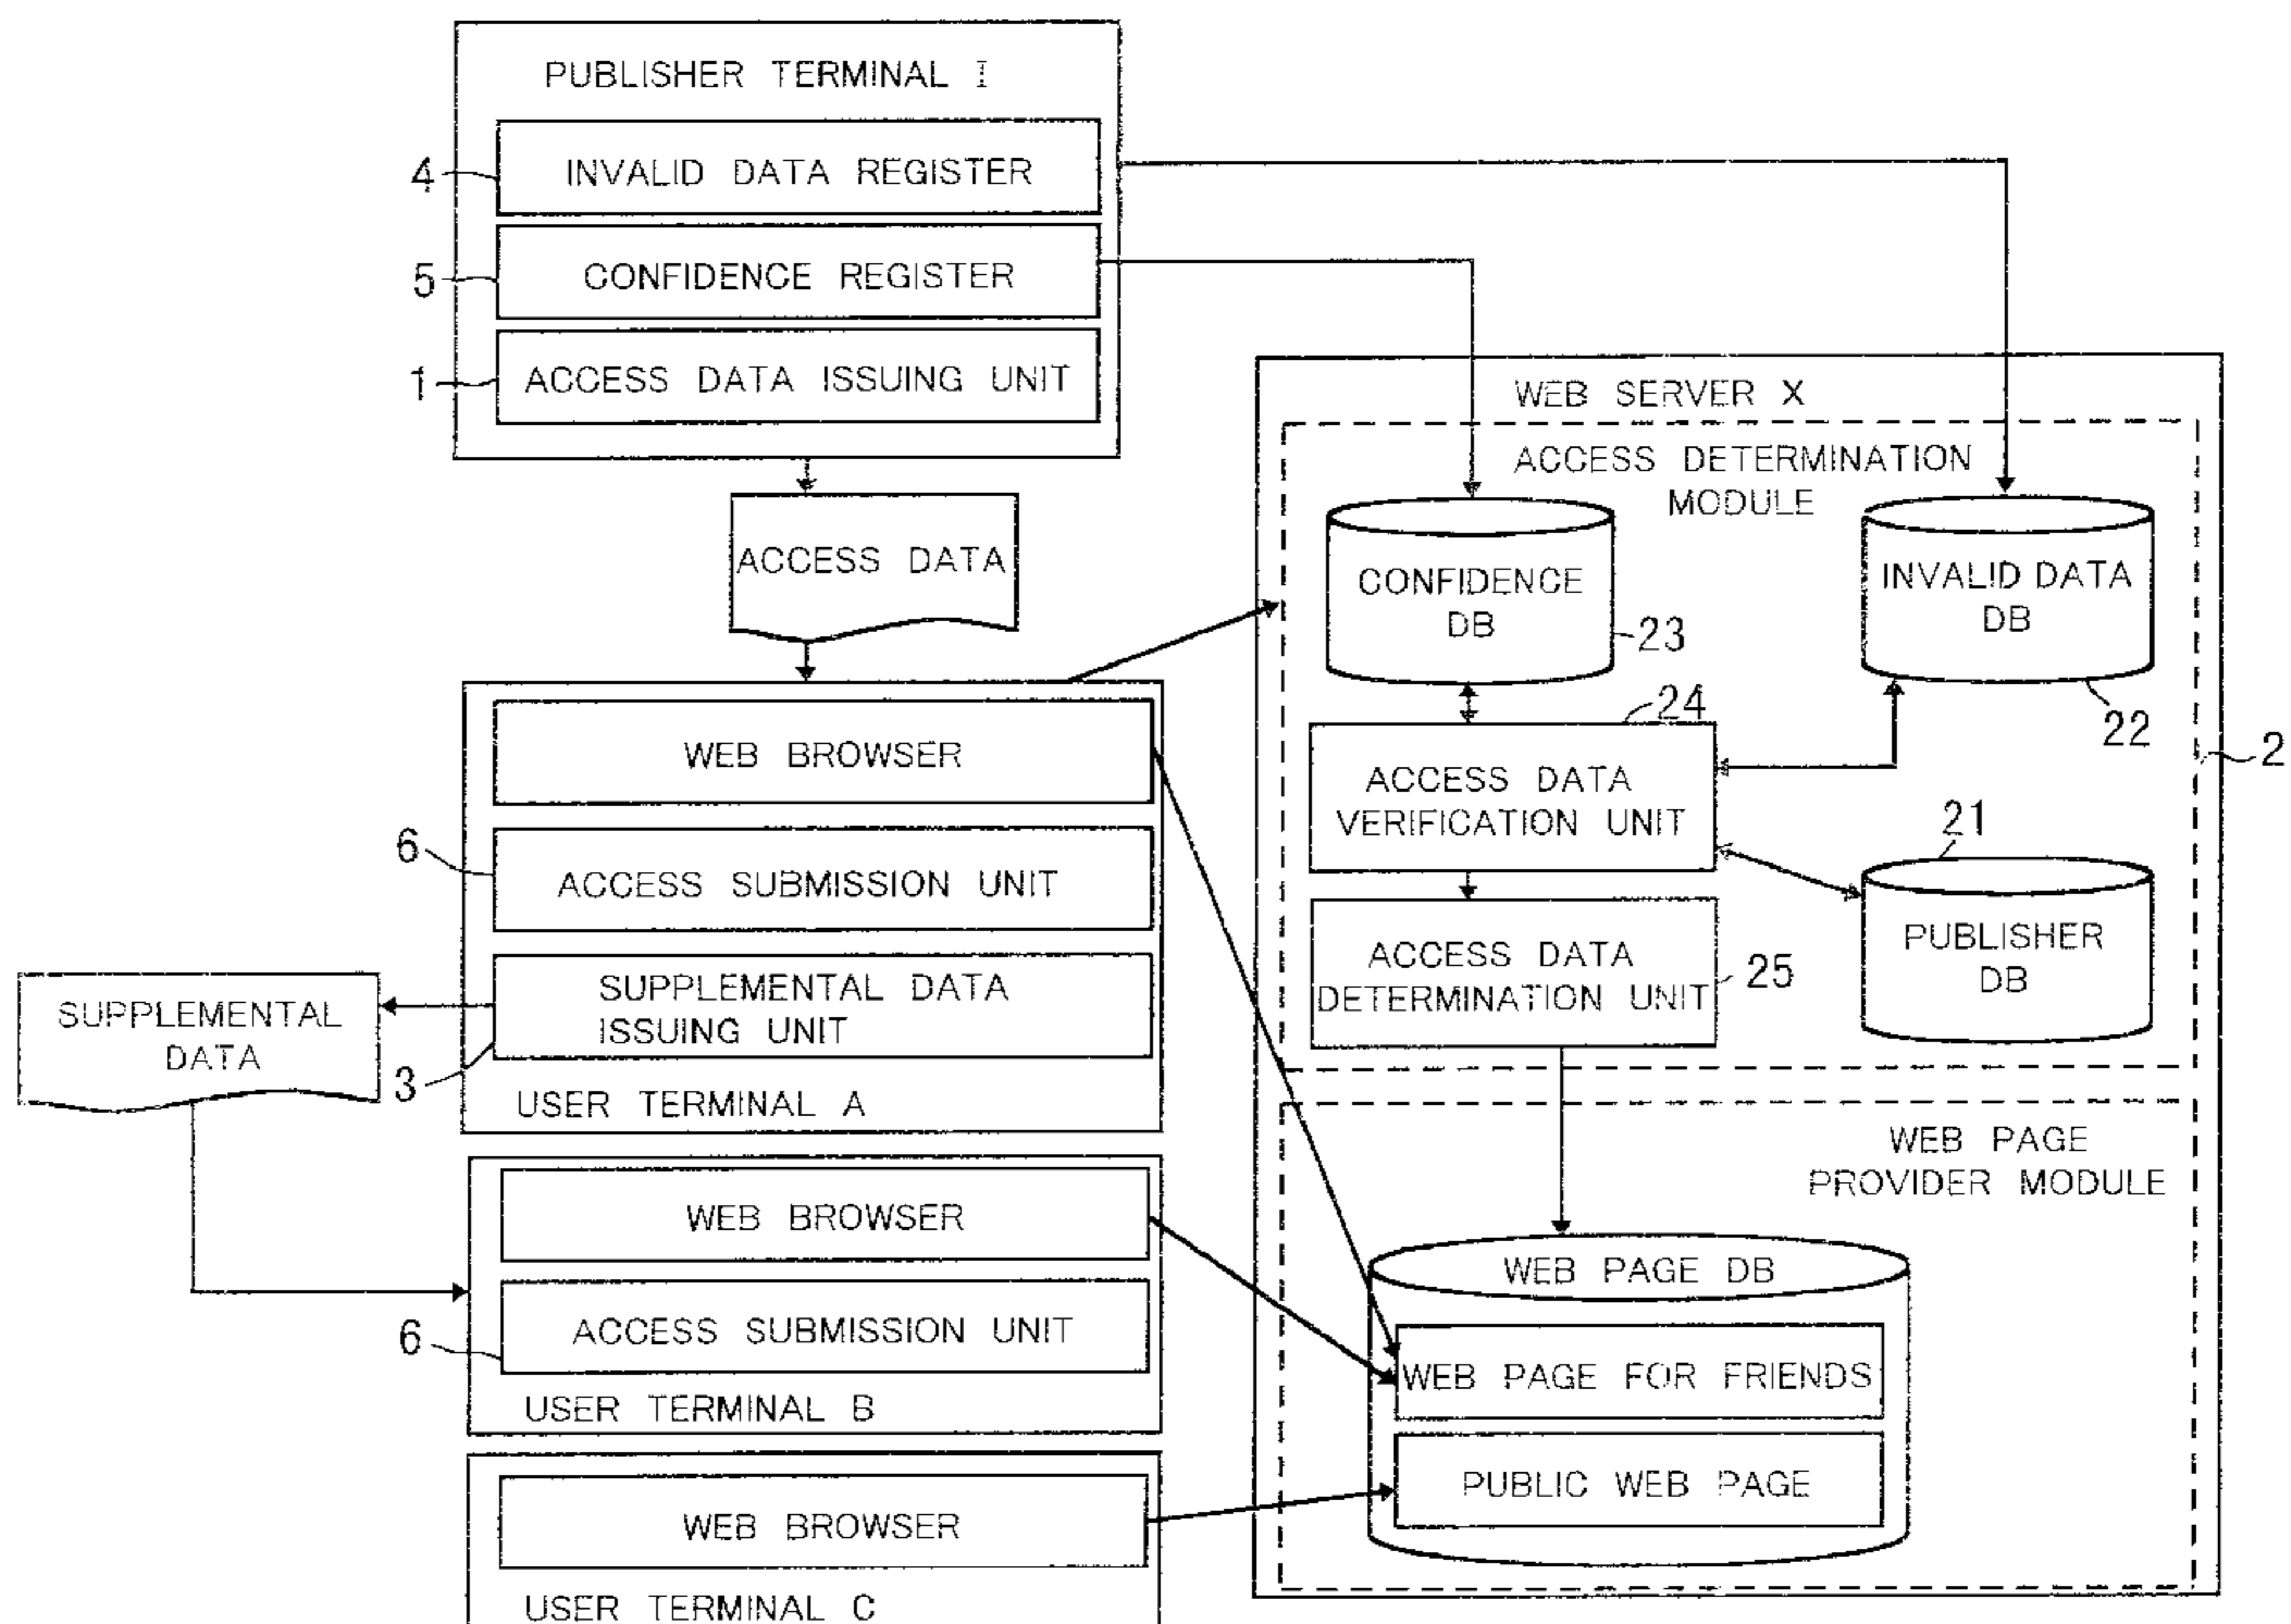 PUBLISHER TERMINAL I
4
INVALID DATA REGISTER
5
CONFIDENCE REGISTER
1
ACCESS DATA ISSUING UNIT
ACCESS DATA
WEB BROWSER
6
ACCESS SUBMISSION UNIT
SUPPLEMENTAL DATA
ISSUING UNIT
3
USER TERMINAL A
SUPPLEMENTAL
DATA
WEB BROWSER
ACCESS SUBMISSION UNIT
6
USER TERMINAL B
WEB BROWSER
USER TERMINAL C
WEB SERVER X
ACCESS DETERMINATION
MODULE
CONFIDENCE
DB
23
INVALID DATA
DB
22
2
24
ACCESS DATA
VERIFICATION UNIT
21
PUBLISHER
DB
ACCESS DATA
DETERMINATION UNIT
25
WEB PAGE
PROVIDER MODULE
WEB PAGE DB
WEB PAGE FOR FRIENDS
PUBLIC WEB PAGE